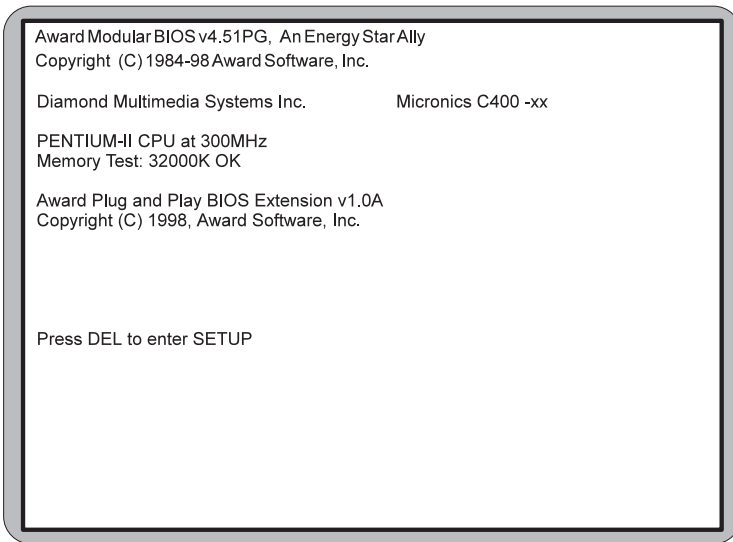 Award Modular BIOS v4.51PG, An Energy Star Ally
Copyright (C) 1984-98 Award Software, Inc.
Diamond Multimedia Systems Inc. Micronics C400 -xx
PENTIUM-II CPU at 300MHz
Memory Test: 32000K OK
Award Plug and Play BIOS Extension v1.0A
Copyright (C) 1998, Award Software, Inc.
Press DEL to enter SETUP